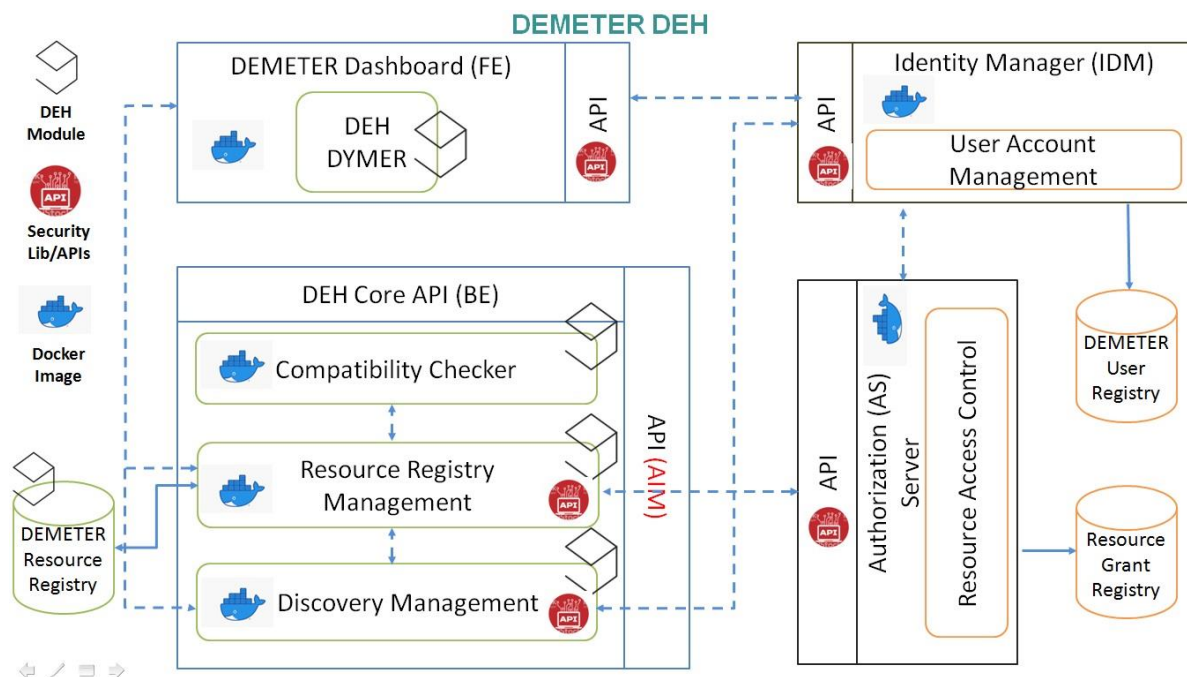 DEMETER DEH
DEH
Module
API
Security
Lib/APIs
Docker
Image
DEMETER Dashboard (FE)
DEH
DYMER
API
API
Identity Manager (IDM)
API
API
User Account
Management
DEH Core API (BE)
Compatibility Checker
Resource Registry
Management
API
Discovery Management
API
API (AIM)
DEMETER
Resource
Registry
API
API
Authorization (AS)
Server
Resource Access Control
DEMETER
User
Registry
Resource
Grant
Registry